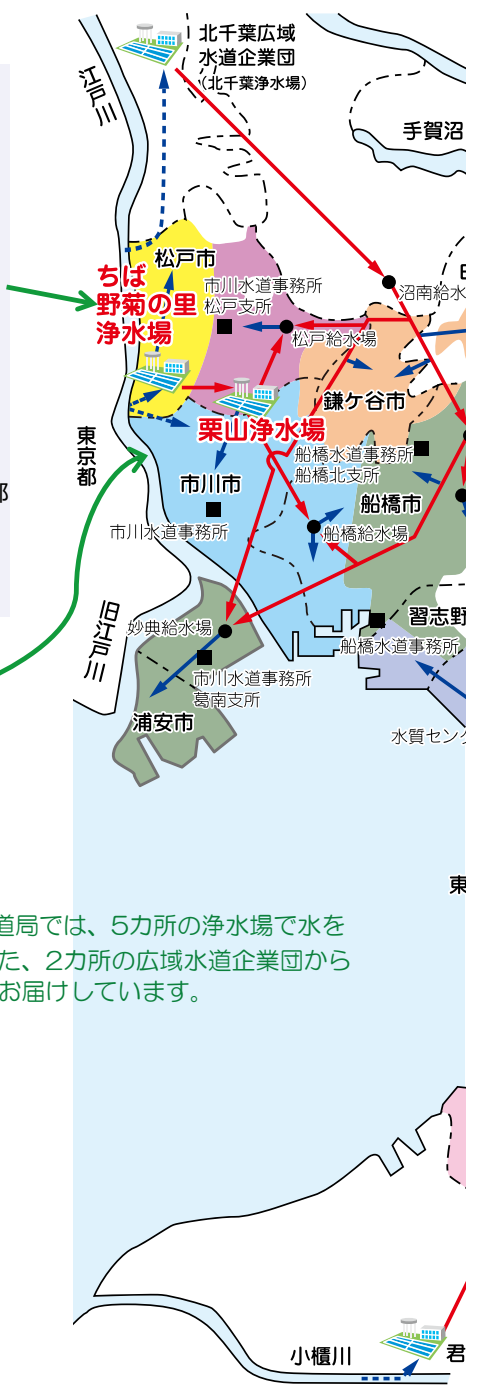 北千葉広域
水道企業団
（北千葉浄水場）
江戸川
手賀沼
松戸市
ちば
野菊の里
浄水場
市川水道事務所
松戸支所
沼南給水
松戸給水場
鎌ケ谷市
栗山浄水場
東京都
船橋水道事務所
船橋北支所
市川市
船橋市
市川水道事務所
船橋給水場
旧江戸川
妙典給水場
習志野
船橋水道事務所
市川水道事務所
葛南支所
浦安市
水質セン
東
道局では、5カ所の浄水場で水を
た、2カ所の広域水道企業団から
お届けしています。
小櫃川
君